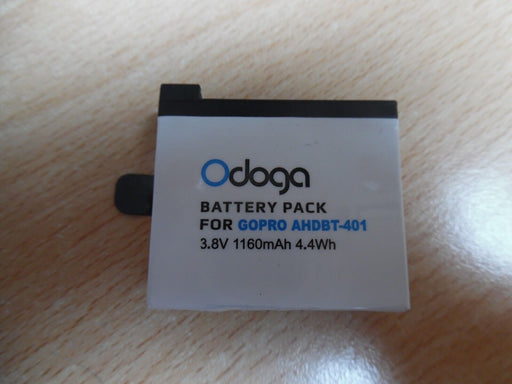 Odoga
BATTERY PACK
FOR GOPRO AHDBT-401
3.8V 1160mAh 4.4Wh